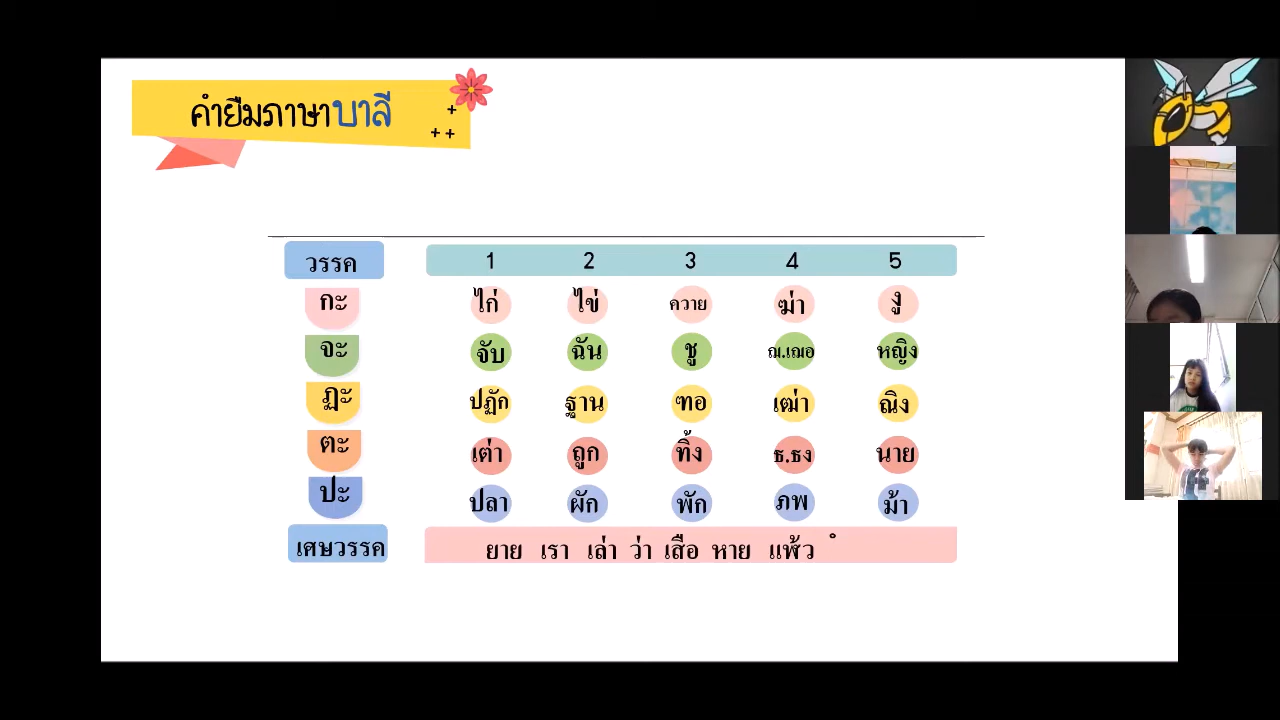 คำยืมภาษาบาลี
วรรค 1 2 3 4 5
กะ ไก่ ไข่ ควาย ฆ่า งู
จะ จับ ฉัน ชู ฌ.เฌอ หญิง
ฏะ ปฏัก ฐาน ฑอ เฒ่า ณิง
ตะ เต่า ถูก ทิ้ง ธ.ธง นาย
ปะ ปลา ผัก พัก ภพ ม้า
เศษวรรค ยาย เรา เล่า ว่า เสือ หาย แฬ้ว ํ